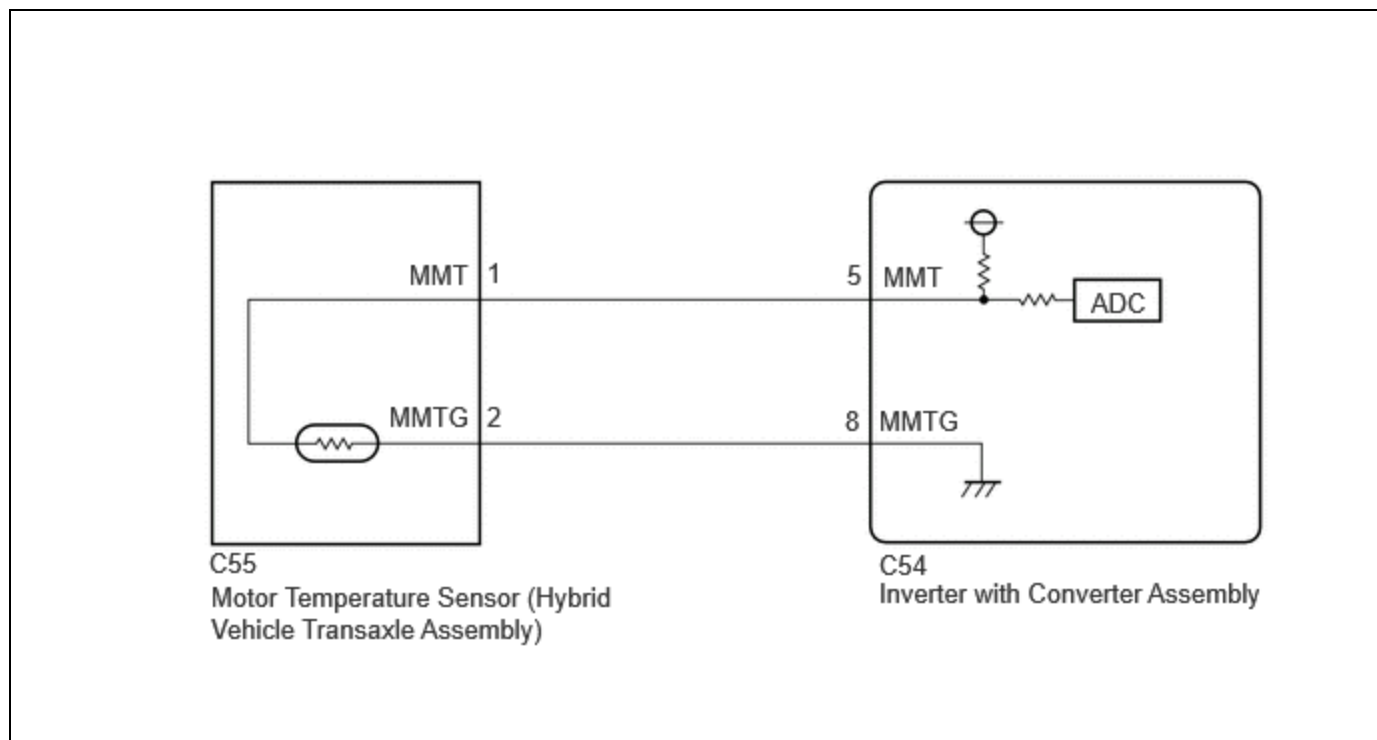 MMT 1
5 MMT
ADC
MMTG 2
8 MMTG
C55
Motor Temperature Sensor (Hybrid
Vehicle Transaxle Assembly)
C54
Inverter with Converter Assembly